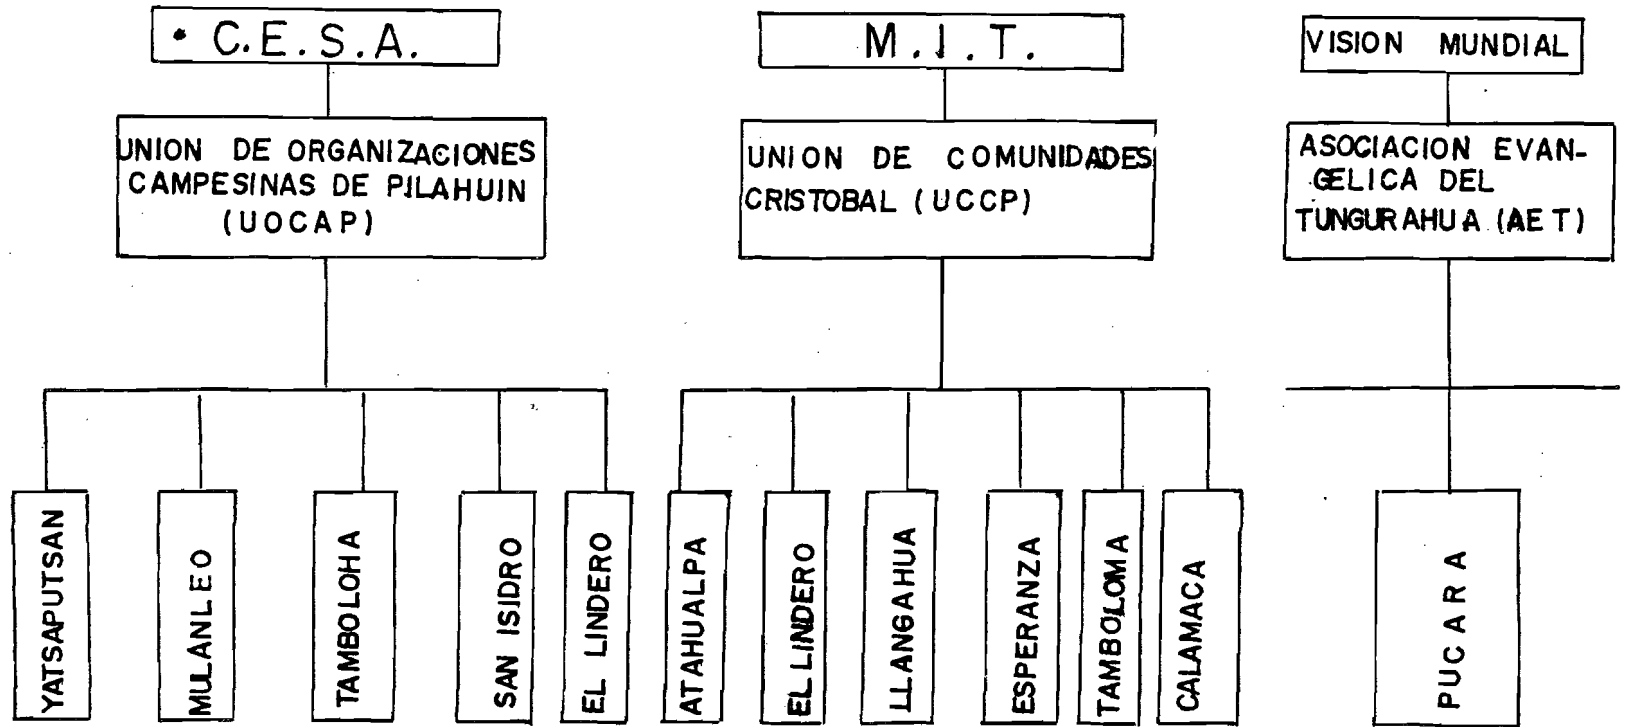 • C.E.S.A.
UNION DE ORGANIZACIONES
CAMPESINAS DE PILAHUIN
(UOCAP)
YATSAPUTSAN
MULANLEO
TAMBOLOHA
SAN ISIDRO
EL LINDERO
M.I.T.
UNION DE COMUNIDADES
CRISTOBAL (UCCP)
ATAHUALPA
EL LINDERO
LLANGAHUA
ESPERANZA
TAMBOLOMA
CALAMACA
VISION MUNDIAL
ASOCIACION EVAN-
GELICA DEL
TUNGURAHUA (AET)
PUCARA